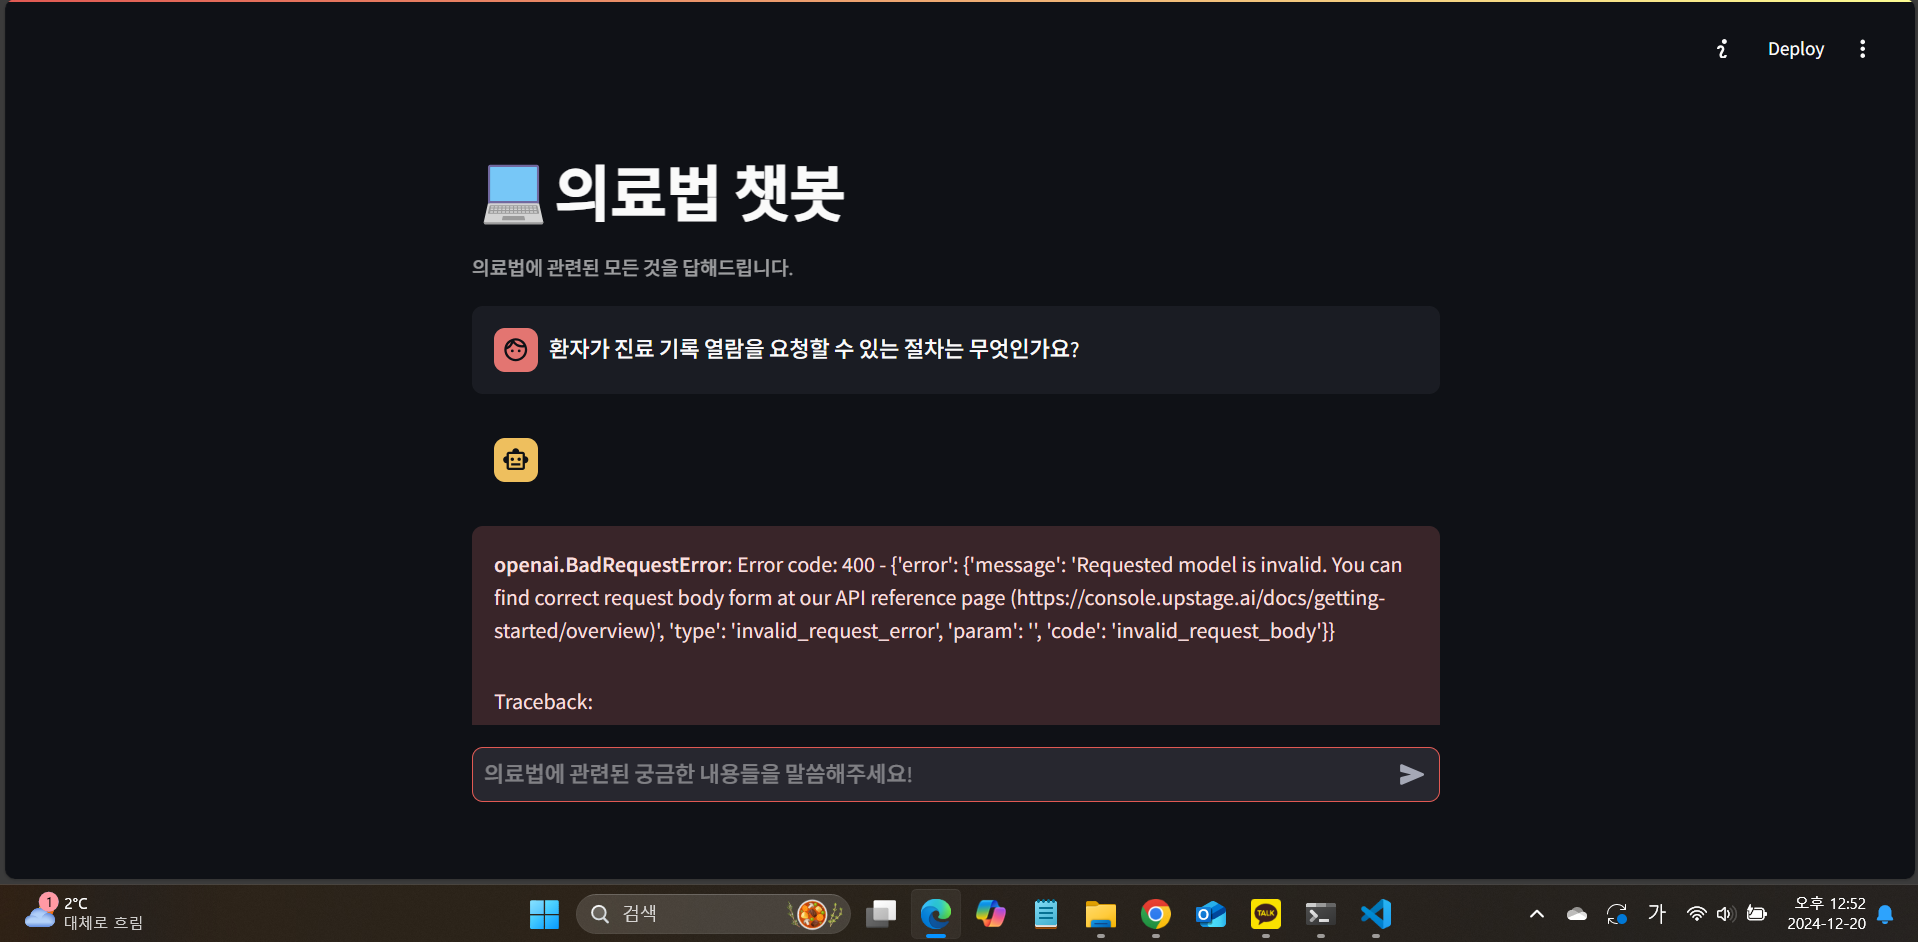 Deploy
의료법 챗봇
의료법에 관련된 모든 것을 답해드립니다.
환자가 진료 기록 열람을 요청할 수 있는 절차는 무엇인가요?
openai.BadRequestError: Error code: 400 - {'error': {'message': 'Requested model is invalid. You can
find correct request body form at our API reference page (https://console.upstage.ai/docs/getting-
started/overview)', 'type': 'invalid_request_error', 'param': '', 'code': 'invalid_request_body'}}
Traceback:
의료법에 관련된 궁금한 내용들을 말씀해주세요!
1
2°C
대체로 흐림
검색
TALK
가
오후 12:52
2024-12-20